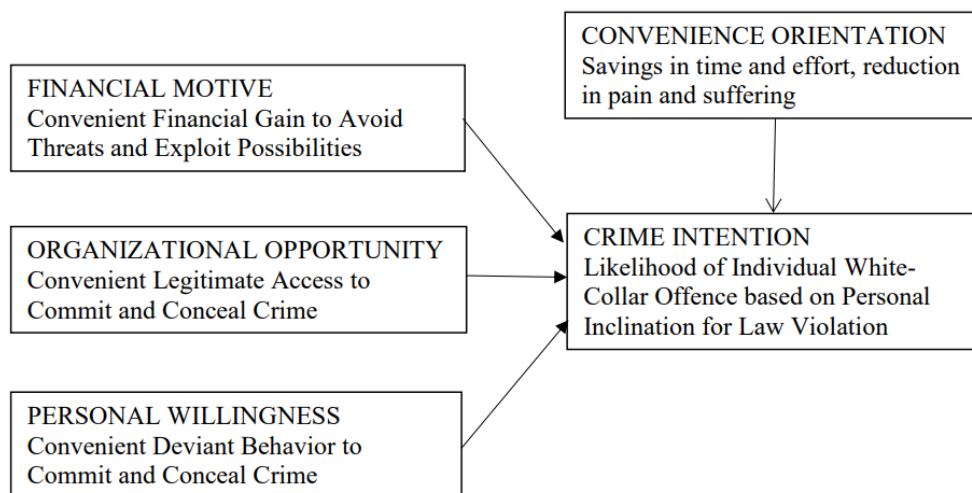 CONVENIENCE ORIENTATION
Savings in time and effort, reduction
in pain and suffering
FINANCIAL MOTIVE
Convenient Financial Gain to Avoid
Threats and Exploit Possibilities
ORGANIZATIONAL OPPORTUNITY
Convenient Legitimate Access to
Commit and Conceal Crime
CRIME INTENTION
Likelihood of Individual White-
Collar Offence based on Personal
Inclination for Law Violation
PERSONAL WILLINGNESS
Convenient Deviant Behavior to
Commit and Conceal Crime